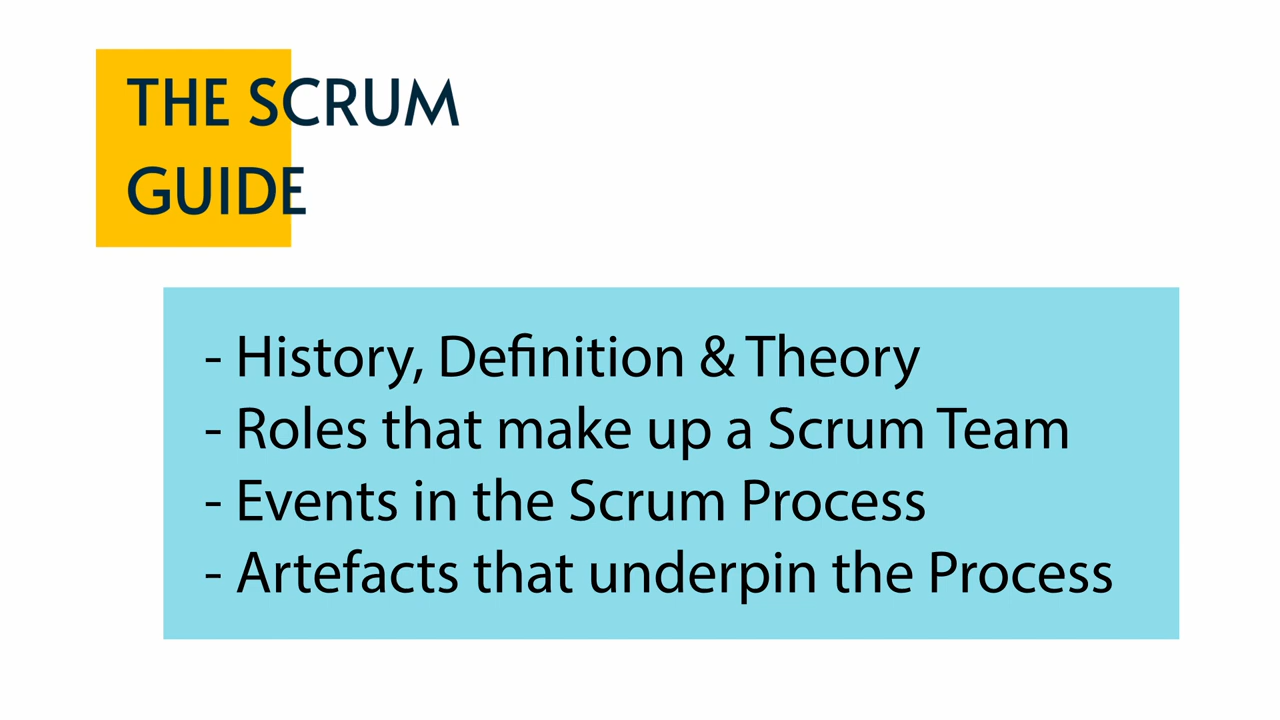 THE SCRUM
GUIDE
- History, Definition & Theory
- Roles that make up a Scrum Team
- Events in the Scrum Process
- Artefacts that underpin the Process